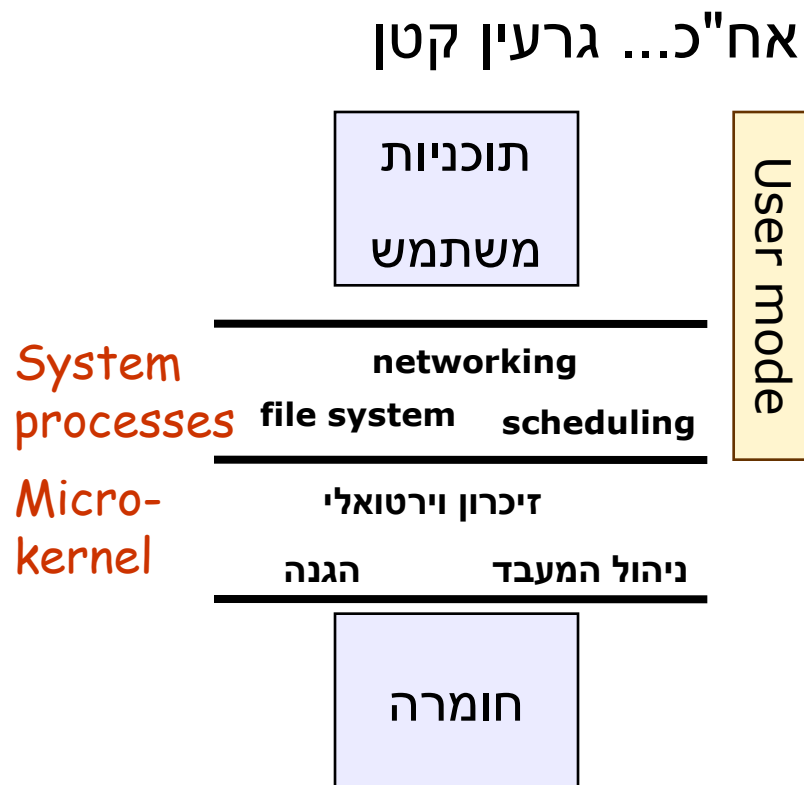 אח"כ... גרעין קטן
תוכניות
משתמש
User mode
System
processes
networking
file system
scheduling
Micro-
kernel
זיכרון וירטואלי
ניהול המעבד
הגנה
חומרה